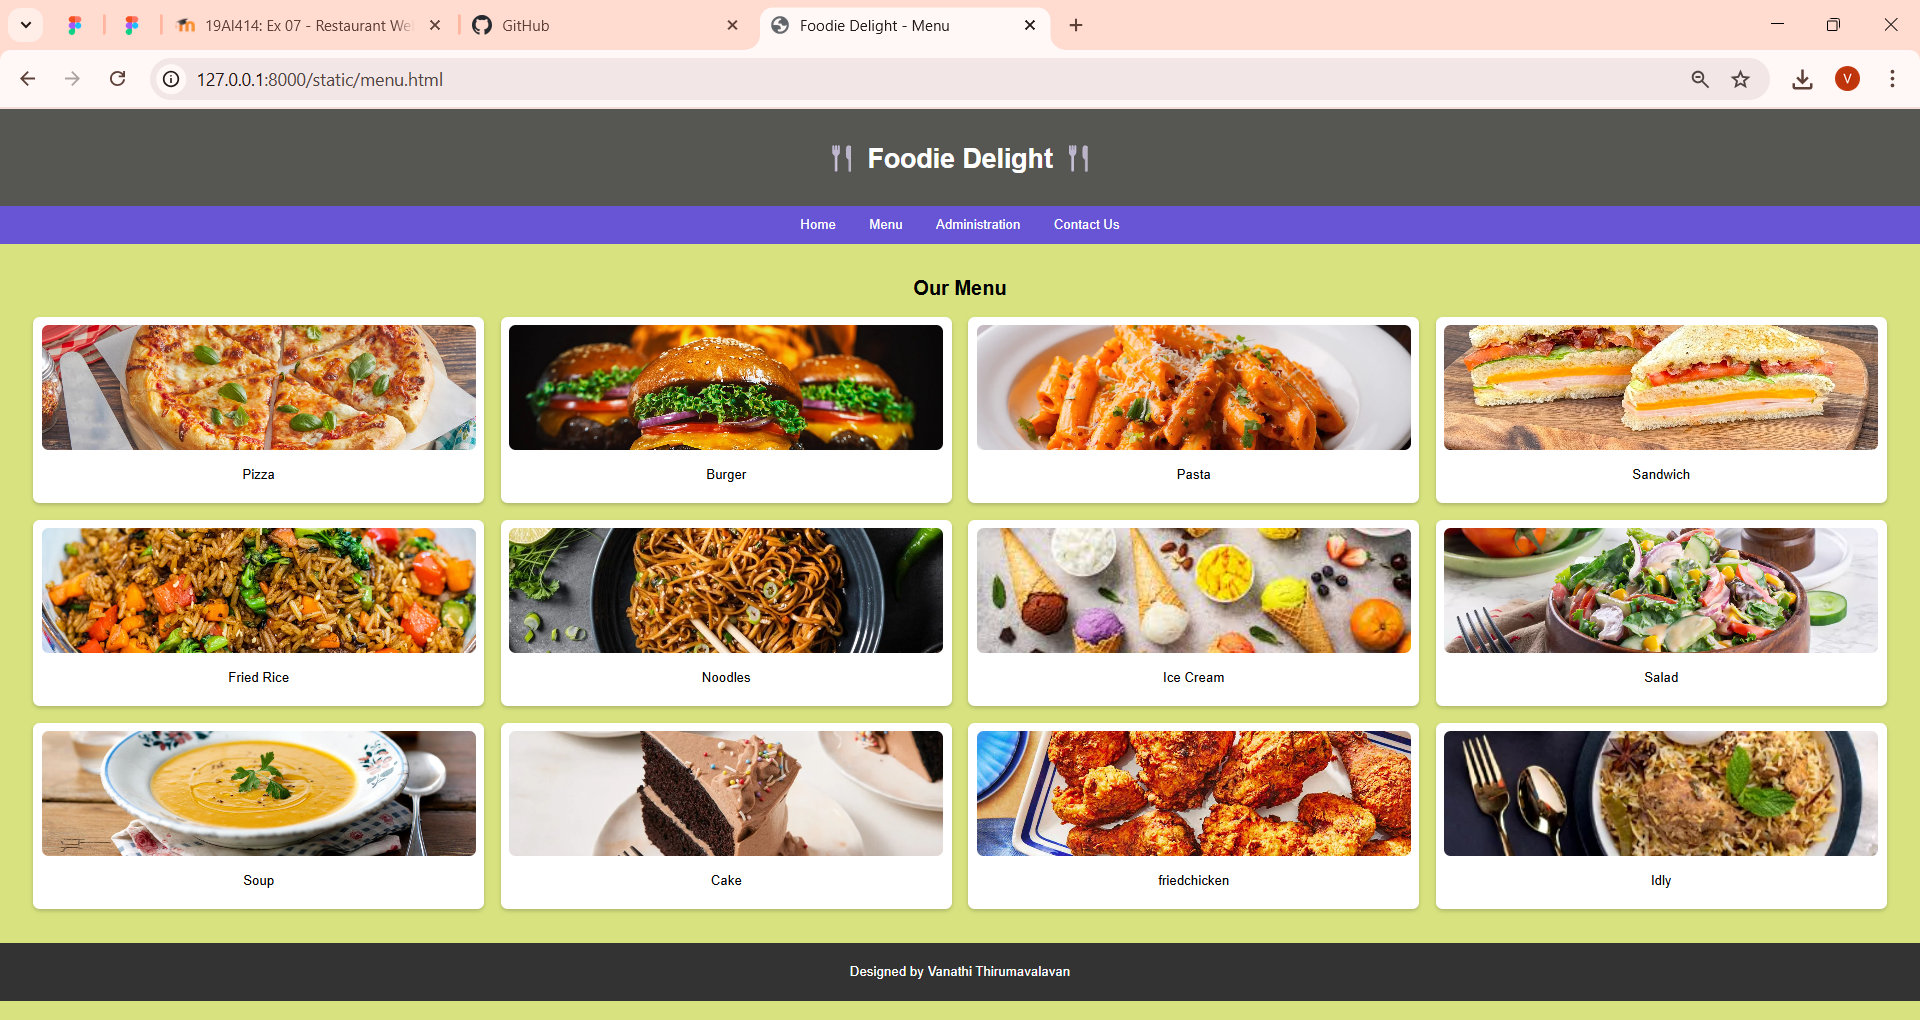 19AI414: Ex 07 - Restaurant We
GitHub
Foodie Delight - Menu
127.0.0.1:8000/static/menu.html
V
🍴 Foodie Delight 🍴
Home Menu Administration Contact Us
Our Menu
Pizza Burger Pasta Sandwich
Fried Rice Noodles Ice Cream Salad
Soup Cake friedchicken Idly
Designed by Vanathi Thirumavalavan